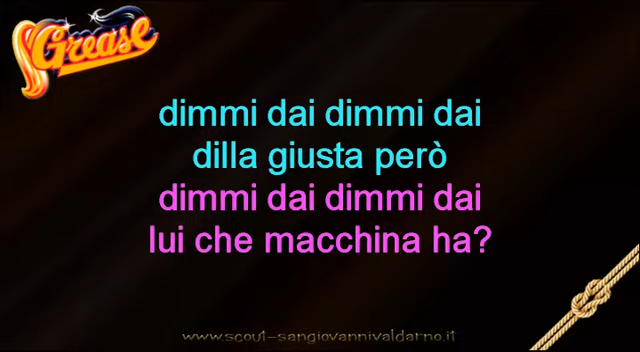 Grease
dimmi dai dimmi dai
dilla giusta però
dimmi dai dimmi dai
lui che macchina ha?
www.scout-sangiovannivaldarno.it